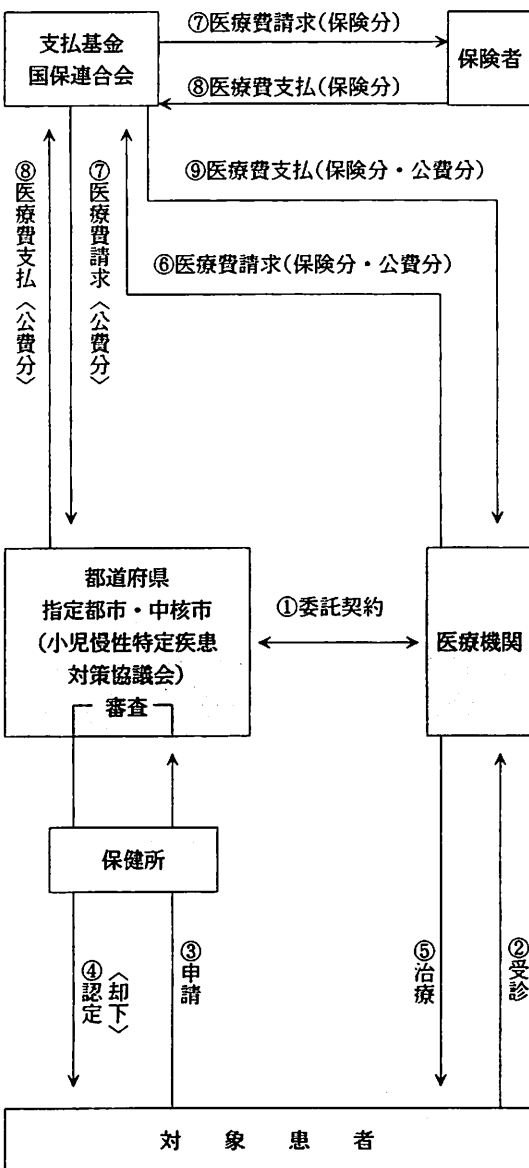 支払基金
国保連合会
⑦医療費請求(保険分)
保険者
⑧医療費支払(保険分)
⑨医療費支払(保険分・公費分)
⑥医療費請求(保険分・公費分)
⑧医療費支払〈公費分〉
⑦医療費請求〈公費分〉
都道府県
指定都市・中核市
(小児慢性特定疾患
対策協議会)
審査
①委託契約
医療機関
保健所
④認定
〈却下〉
③申請
⑤治療
②受診
対象患者